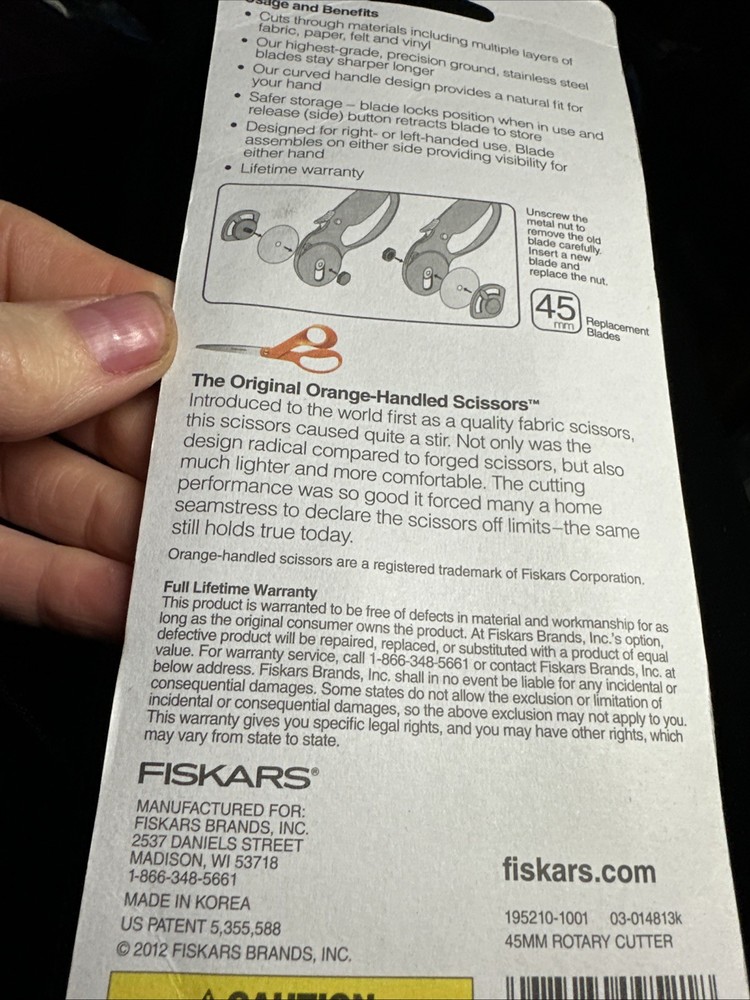 Usage and Benefits
• Cuts through materials including multiple layers of
fabric, paper, felt and vinyl
• Our highest-grade, precision ground, stainless steel
blades stay sharper longer
• Our curved handle design provides a natural fit for
your hand
• Safer storage – blade locks position when in use and
release (side) button retracts blade to store
• Designed for right- or left-handed use. Blade
assembles on either side providing visibility for
either hand
• Lifetime warranty
Unscrew the
metal nut to
remove the old
blade carefully.
Insert a new
blade and
replace the nut.
45
mm
Replacement
Blades
The Original Orange-Handled Scissors™
Introduced to the world first as a quality fabric scissors,
this scissors caused quite a stir. Not only was the
design radical compared to forged scissors, but also
much lighter and more comfortable. The cutting
performance was so good it forced many a home
seamstress to declare the scissors off limits–the same
still holds true today.
Orange-handled scissors are a registered trademark of Fiskars Corporation.
Full Lifetime Warranty
This product is warranted to be free of defects in material and workmanship for as
long as the original consumer owns the product. At Fiskars Brands, Inc.'s option,
defective product will be repaired, replaced, or substituted with a product of equal
value. For warranty service, call 1-866-348-5661 or contact Fiskars Brands, Inc. at
below address. Fiskars Brands, Inc. shall in no event be liable for any incidental or
consequential damages. Some states do not allow the exclusion or limitation of
incidental or consequential damages, so the above exclusion may not apply to you.
This warranty gives you specific legal rights, and you may have other rights, which
may vary from state to state.
FISKARS®
MANUFACTURED FOR:
FISKARS BRANDS, INC.
2537 DANIELS STREET
MADISON, WI 53718
1-866-348-5661
MADE IN KOREA
US PATENT 5,355,588
© 2012 FISKARS BRANDS, INC.
fiskars.com
195210-1001 03-014813k
45MM ROTARY CUTTER
CAUTION